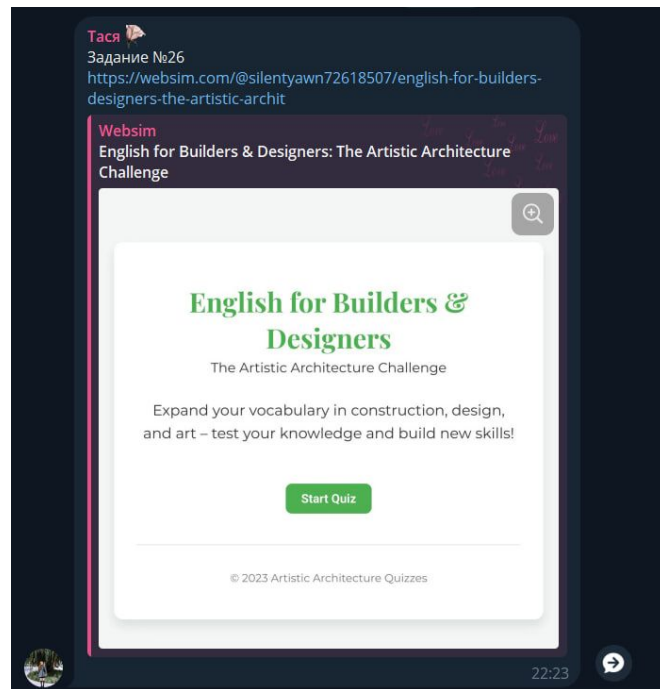 Тася
Задание №26
https://websim.com/@silentyawn72618507/english-for-builders-
designers-the-artistic-archit
Websim
English for Builders & Designers: The Artistic Architecture
Challenge
English for Builders &
Designers
The Artistic Architecture Challenge
Expand your vocabulary in construction, design,
and art – test your knowledge and build new skills!
Start Quiz
© 2023 Artistic Architecture Quizzes
22:23